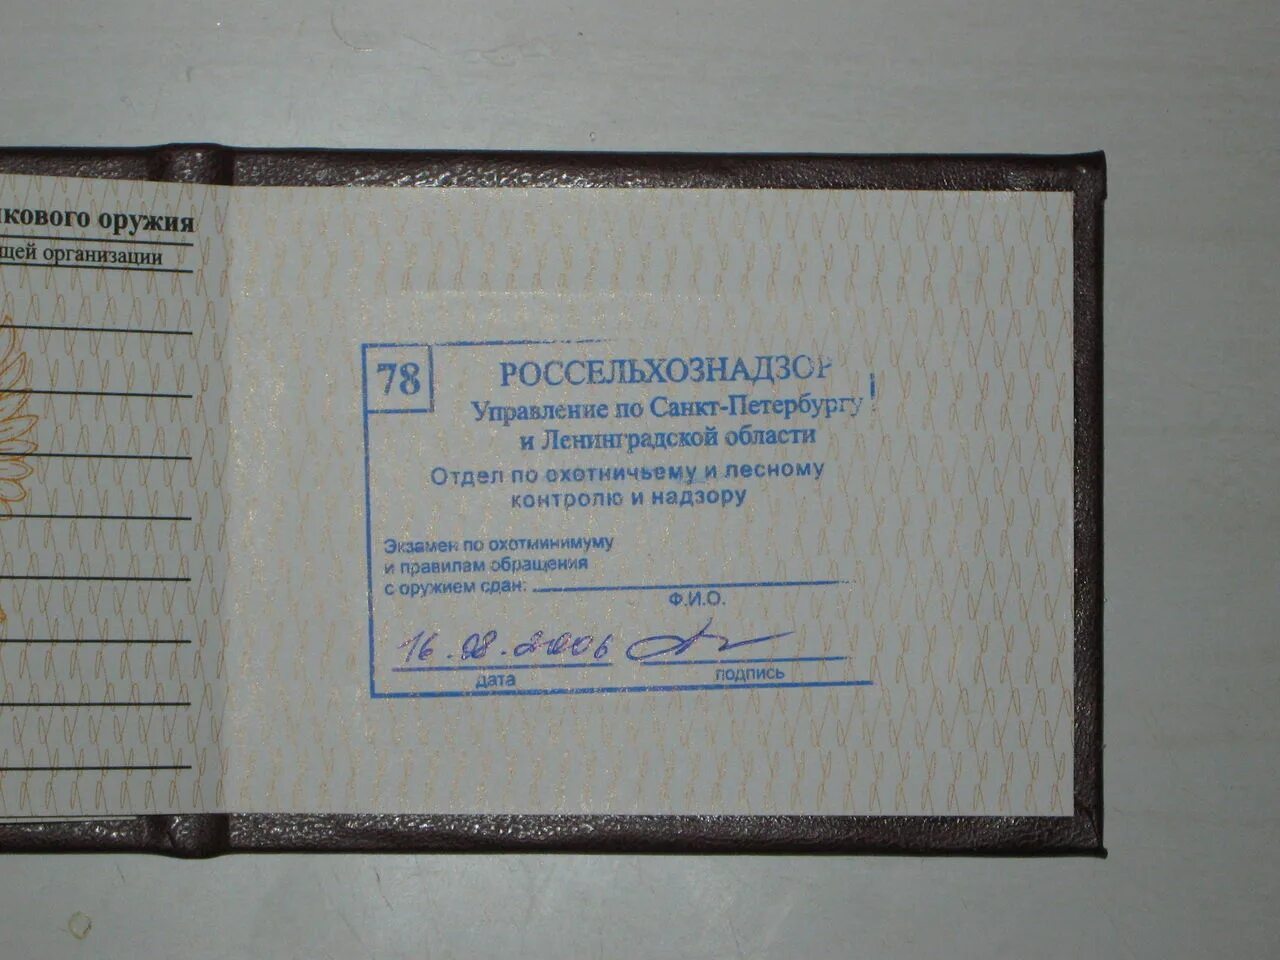 кового оружия
щей организации
78
РОССЕЛЬХОЗНАДЗОР
Управление по Санкт-Петербургу
и Ленинградской области
Отдел по охотничьему и лесному
контролю и надзору
Экзамен по охотминимуму
и правилам обращения
с оружием сдан:
Ф.И.О.
16.08.2006
дата
подпись